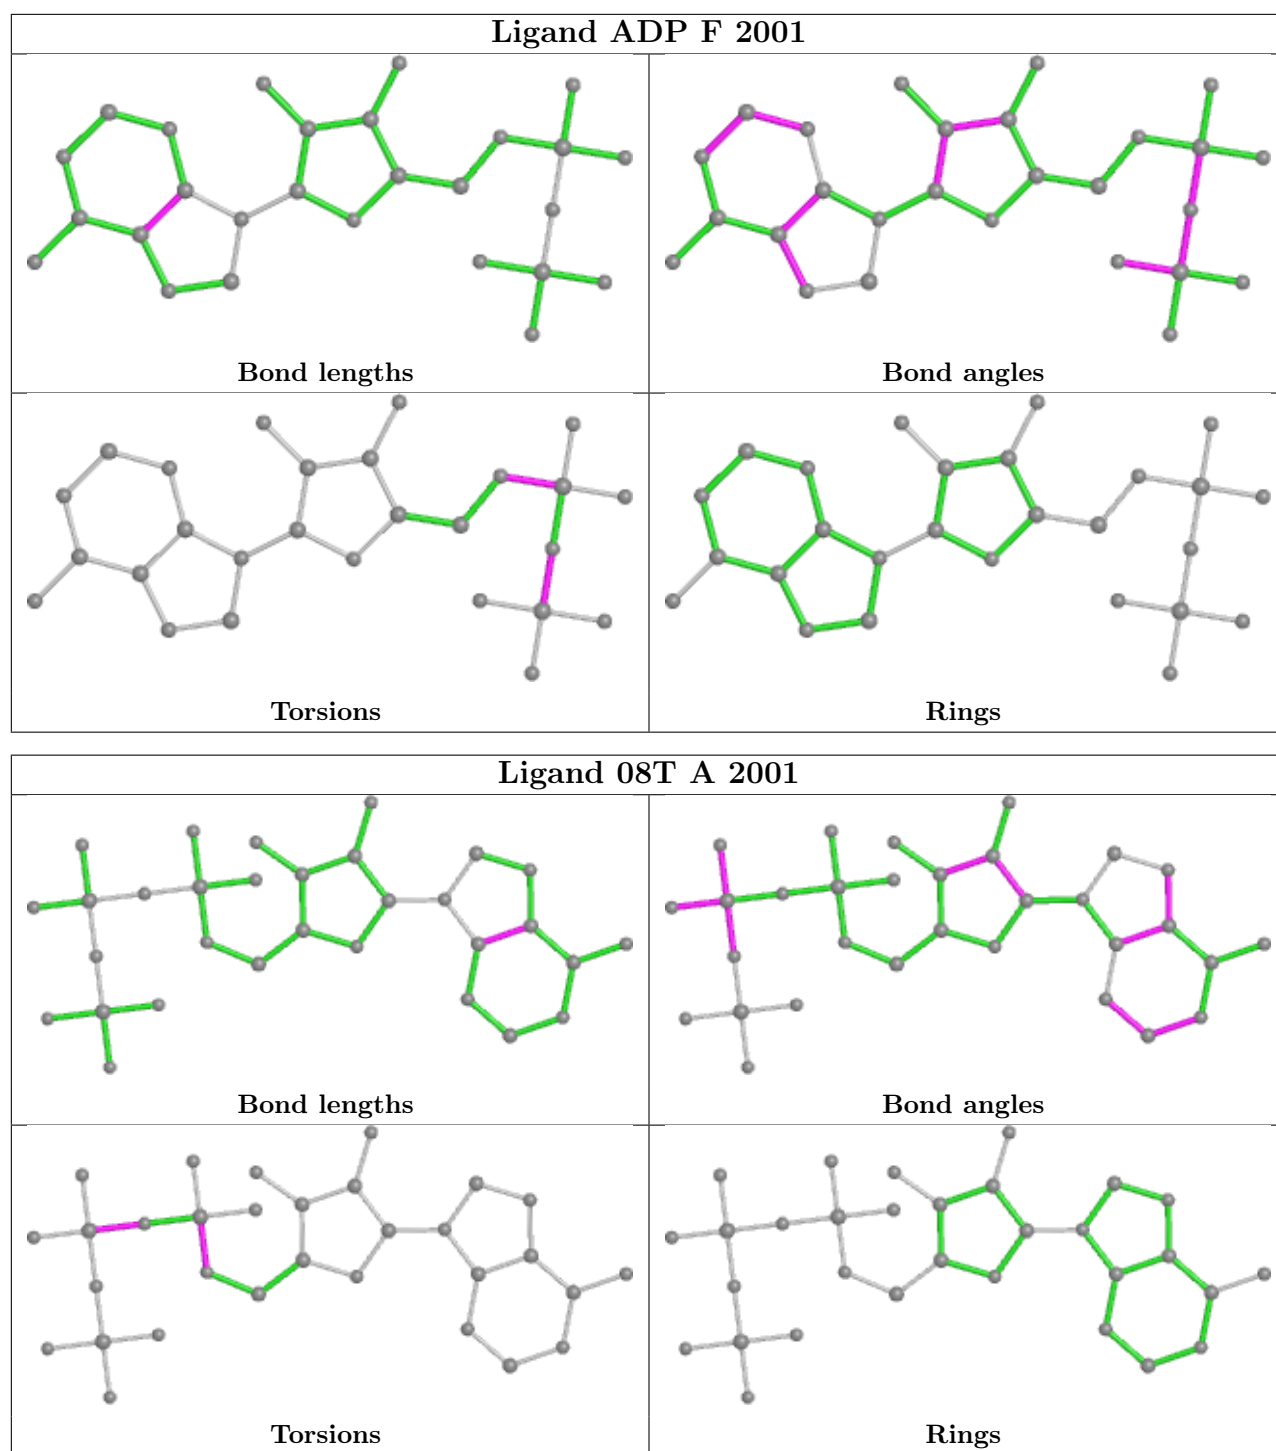 Ligand ADP F 2001
Bond lengths
Bond angles
Torsions
Rings
Ligand 08T A 2001
Bond lengths
Bond angles
Torsions
Rings